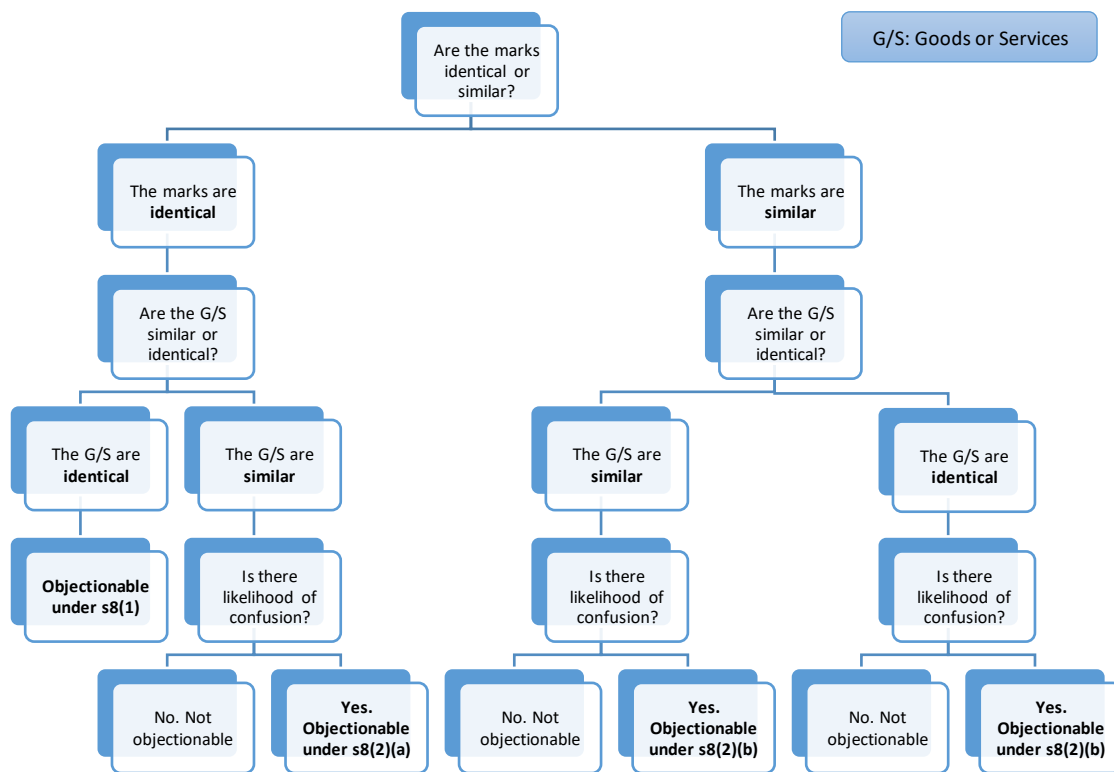 Are the marks
identical or
similar?
G/S: Goods or Services
The marks are
identical
The marks are
similar
Are the G/S
similar or
identical?
Are the G/S
similar or
identical?
The G/S are
identical
The G/S are
similar
The G/S are
similar
The G/S are
identical
Objectionable
under s8(1)
Is there
likelihood of
confusion?
Is there
likelihood of
confusion?
Is there
likelihood of
confusion?
No. Not
objectionable
Yes.
Objectionable
under s8(2)(a)
No. Not
objectionable
Yes.
Objectionable
under s8(2)(b)
No. Not
objectionable
Yes.
Objectionable
under s8(2)(b)